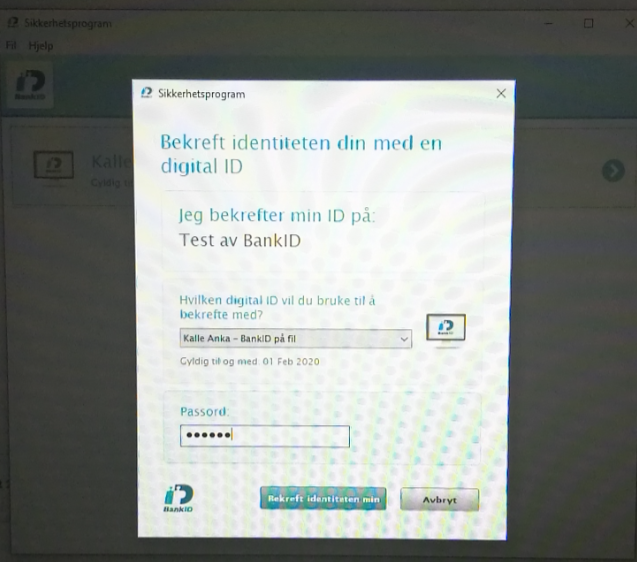 Sikkerhetsprogram
Fil Hjelp
BankID
Kalle
Gyldig
Sikkerhetsprogram
Bekreft identiteten din med en
digital ID
Jeg bekrefter min ID på:
Test av BankID
Hvilken digital ID vil du bruke til å
bekrefte med?
Kalle Anka - BankID på fil
Gyldig til og med 01 Feb 2020
Passord:
BankID
Bekreft identiteten min
Avbryt